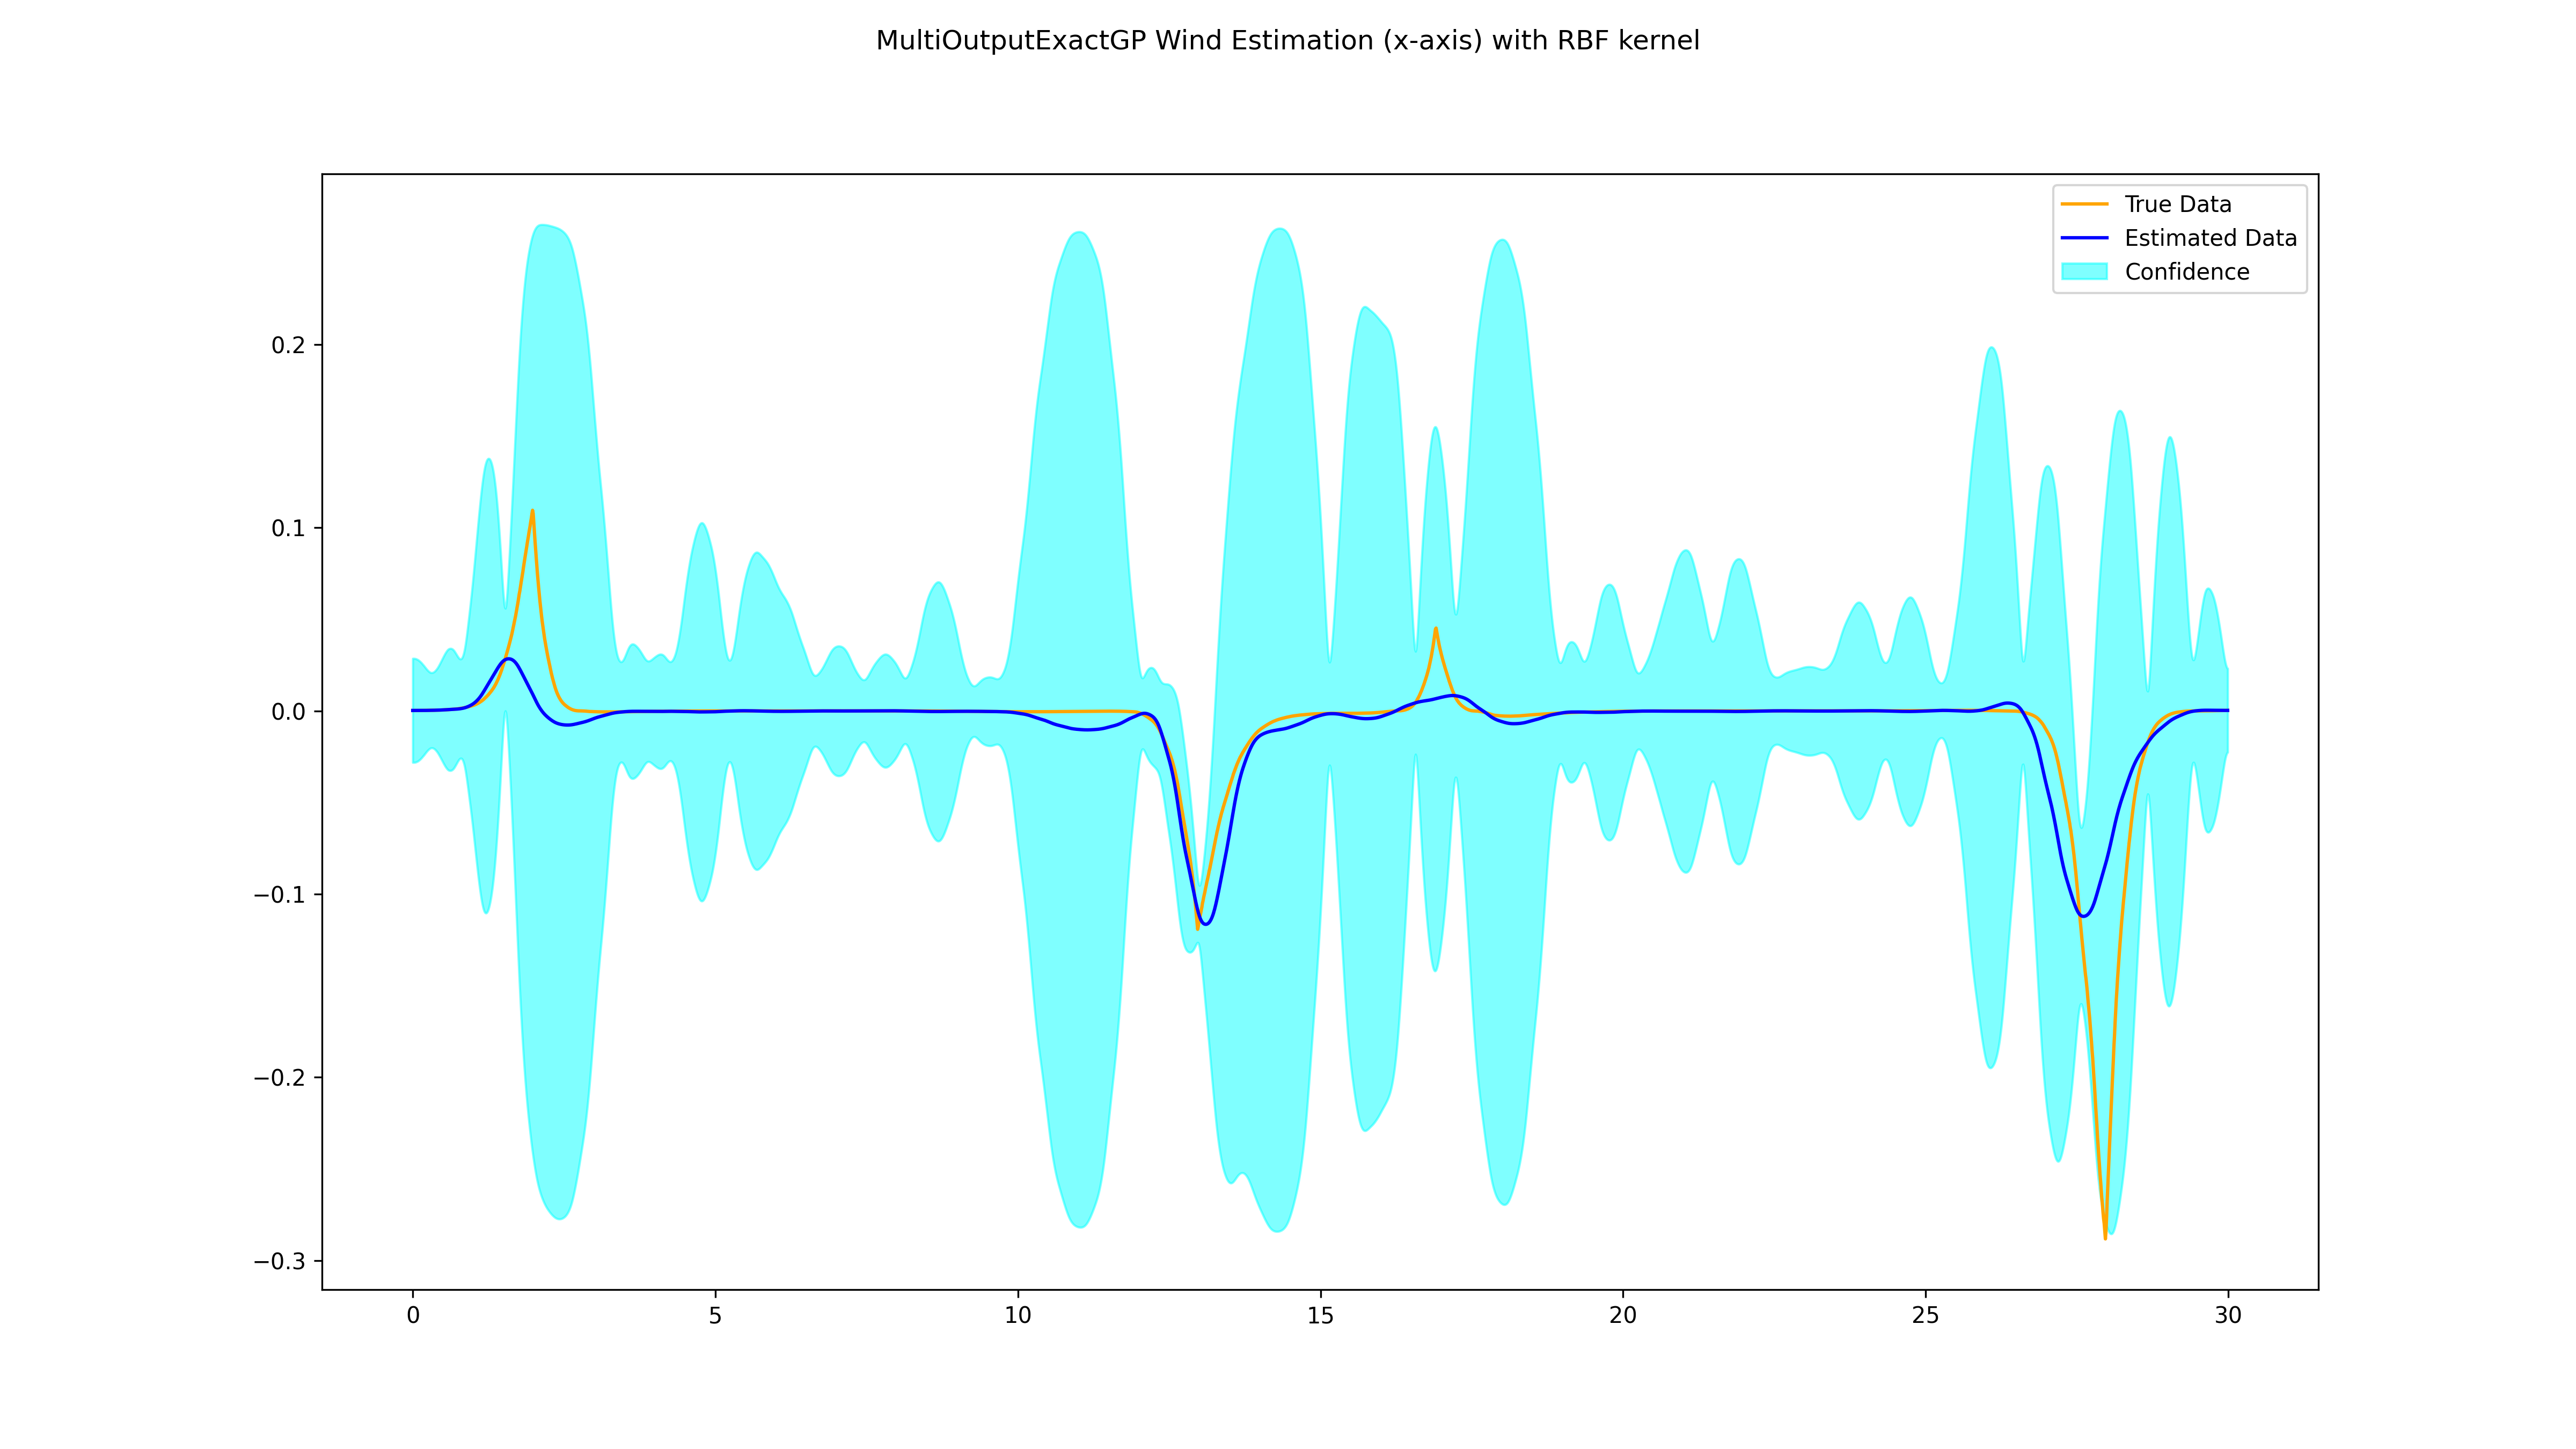 MultiOutputExactGP Wind Estimation (x-axis) with RBF kernel
True Data
Estimated Data
Confidence
0.2
0.1
0.0
−0.1
−0.2
−0.3
0 5 10 15 20 25 30